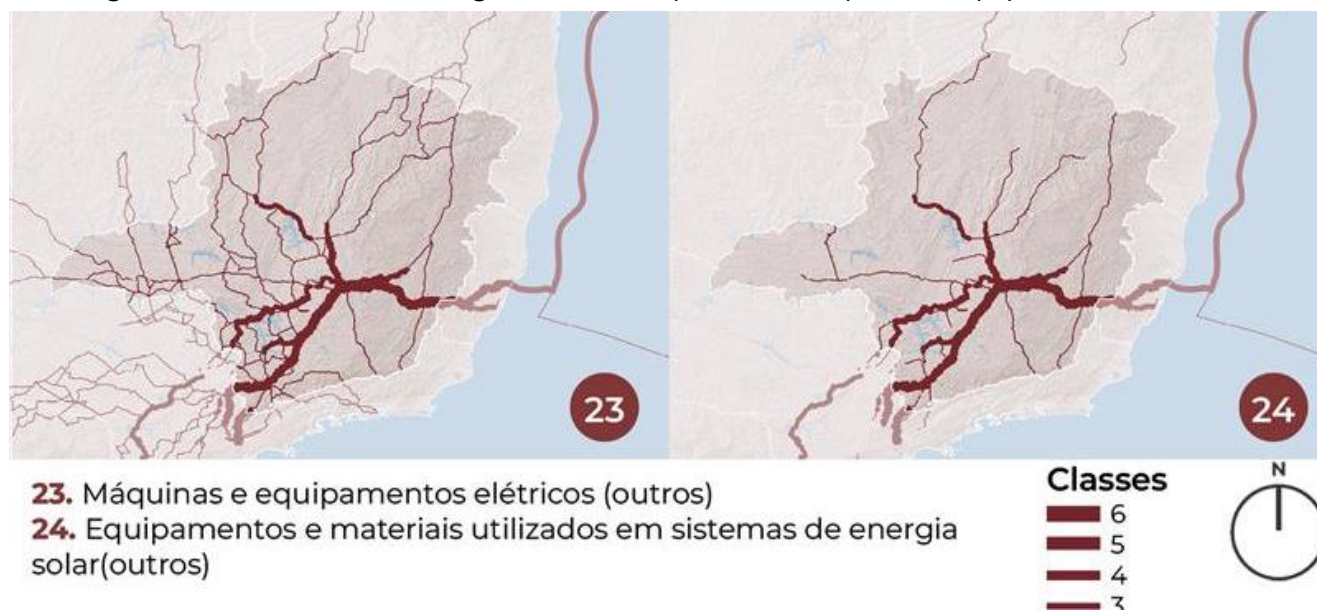 23
24
23. Máquinas e equipamentos elétricos (outros)
24. Equipamentos e materiais utilizados em sistemas de energia
solar(outros)
Classes
6
5
4
3
N